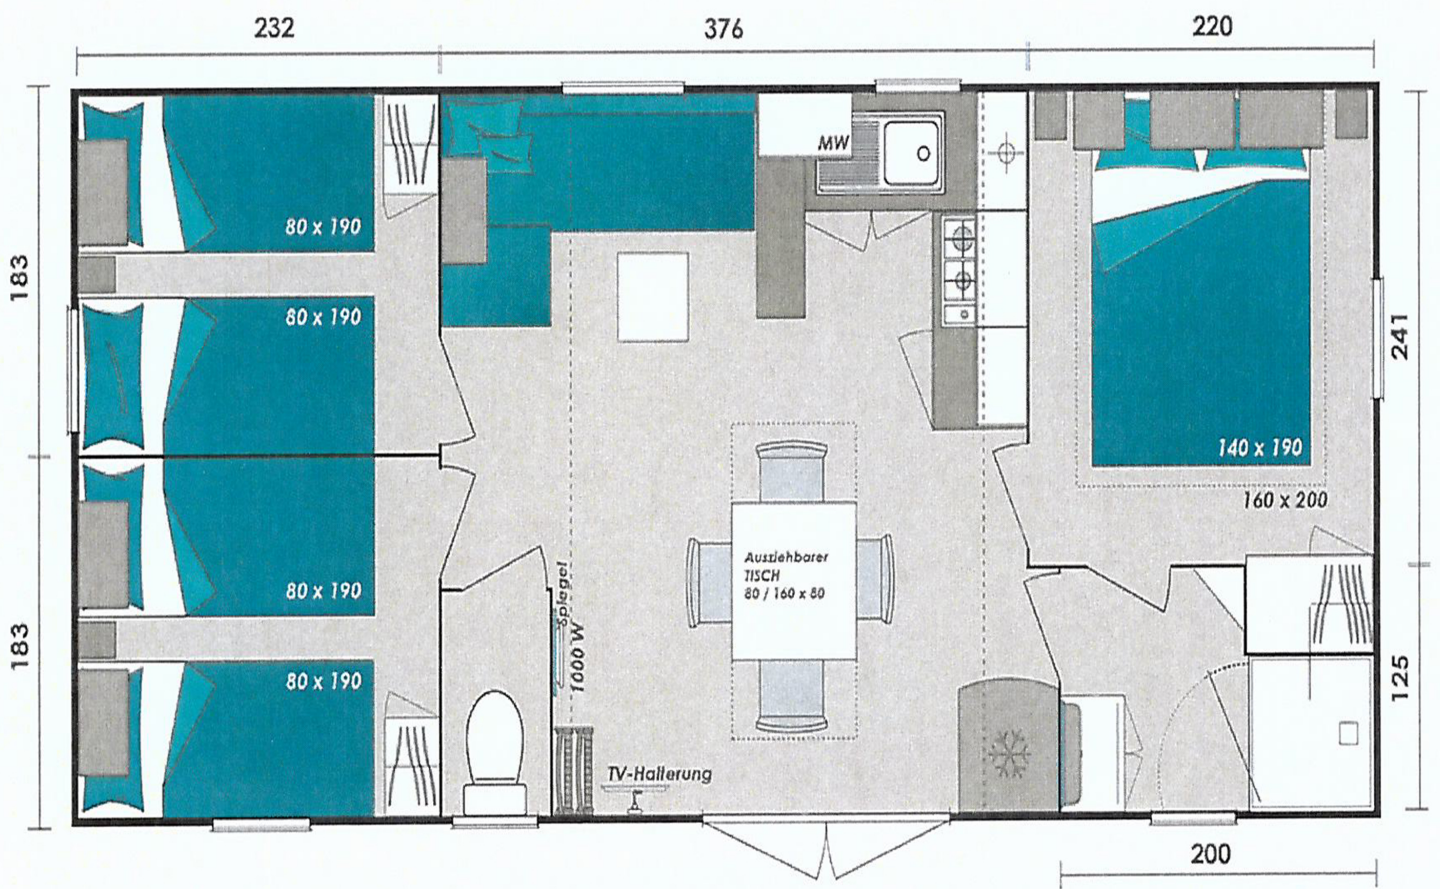 232
376
220
MW
80 x 190
183
80 x 190
241
140 x 190
160 x 200
Ausziehbarer
TISCH
80 / 160 x 80
80 x 190
Spiegel
1000 W
183
80 x 190
125
TV-Halterung
200